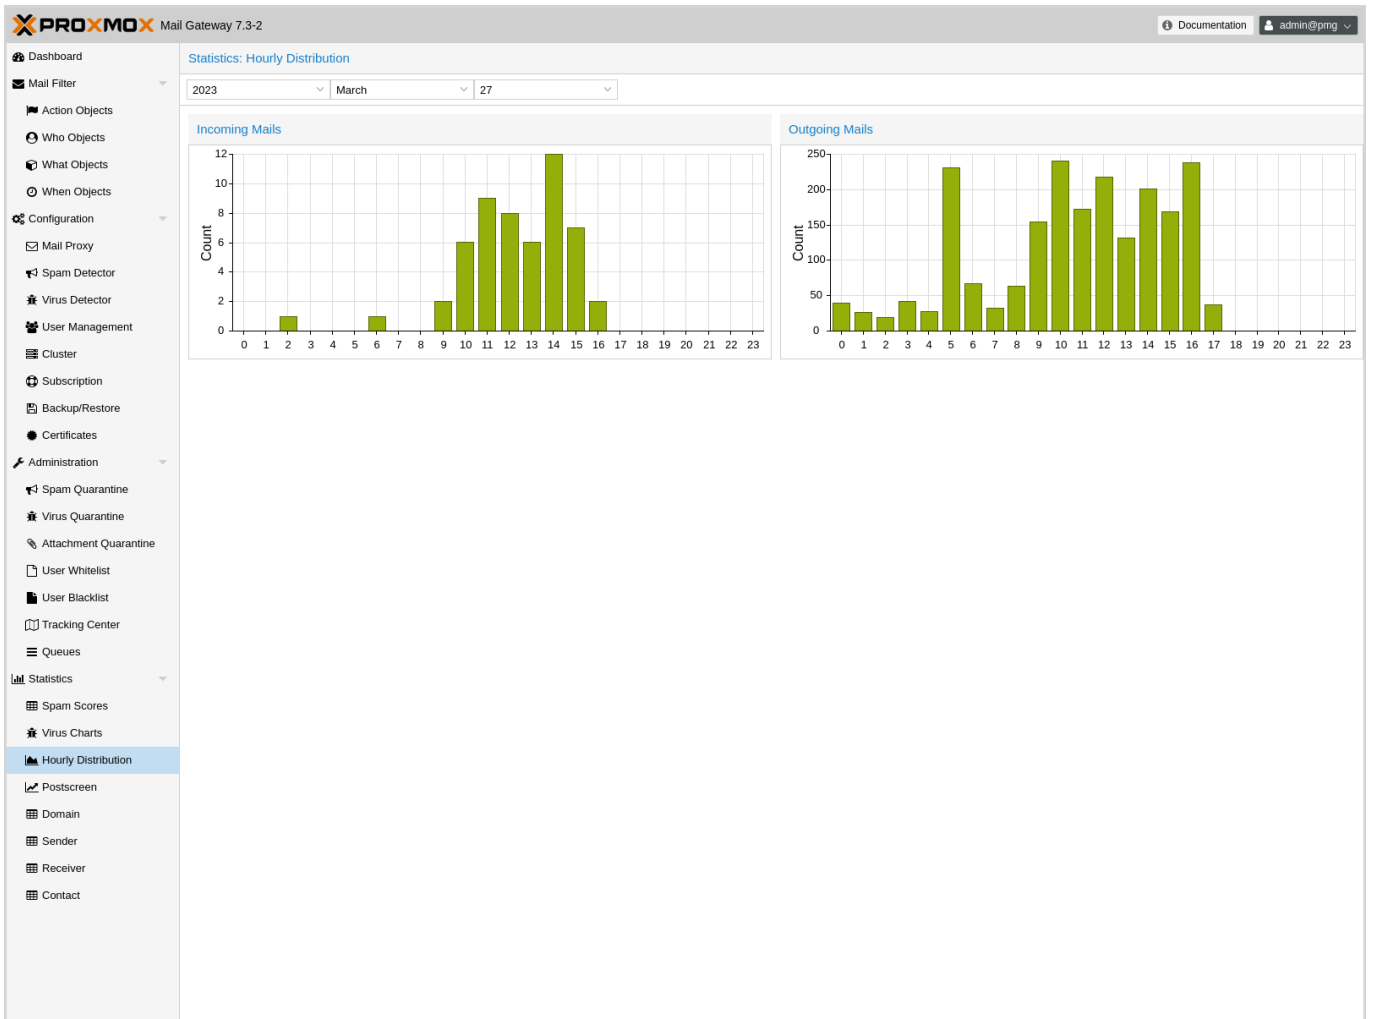 PROXMOX Mail Gateway 7.3-2
Documentation
admin@pmg
Dashboard
Mail Filter
Action Objects
Who Objects
What Objects
When Objects
Configuration
Mail Proxy
Spam Detector
Virus Detector
User Management
Cluster
Subscription
Backup/Restore
Certificates
Administration
Spam Quarantine
Virus Quarantine
Attachment Quarantine
User Whitelist
User Blacklist
Tracking Center
Queues
Statistics
Spam Scores
Virus Charts
Hourly Distribution
Postscreen
Domain
Sender
Receiver
Contact
Statistics: Hourly Distribution
2023 March 27
Incoming Mails
12
10
8
6
4
2
0
Count
0 1 2 3 4 5 6 7 8 9 10 11 12 13 14 15 16 17 18 19 20 21 22 23
Outgoing Mails
250
200
150
100
50
0
Count
0 1 2 3 4 5 6 7 8 9 10 11 12 13 14 15 16 17 18 19 20 21 22 23